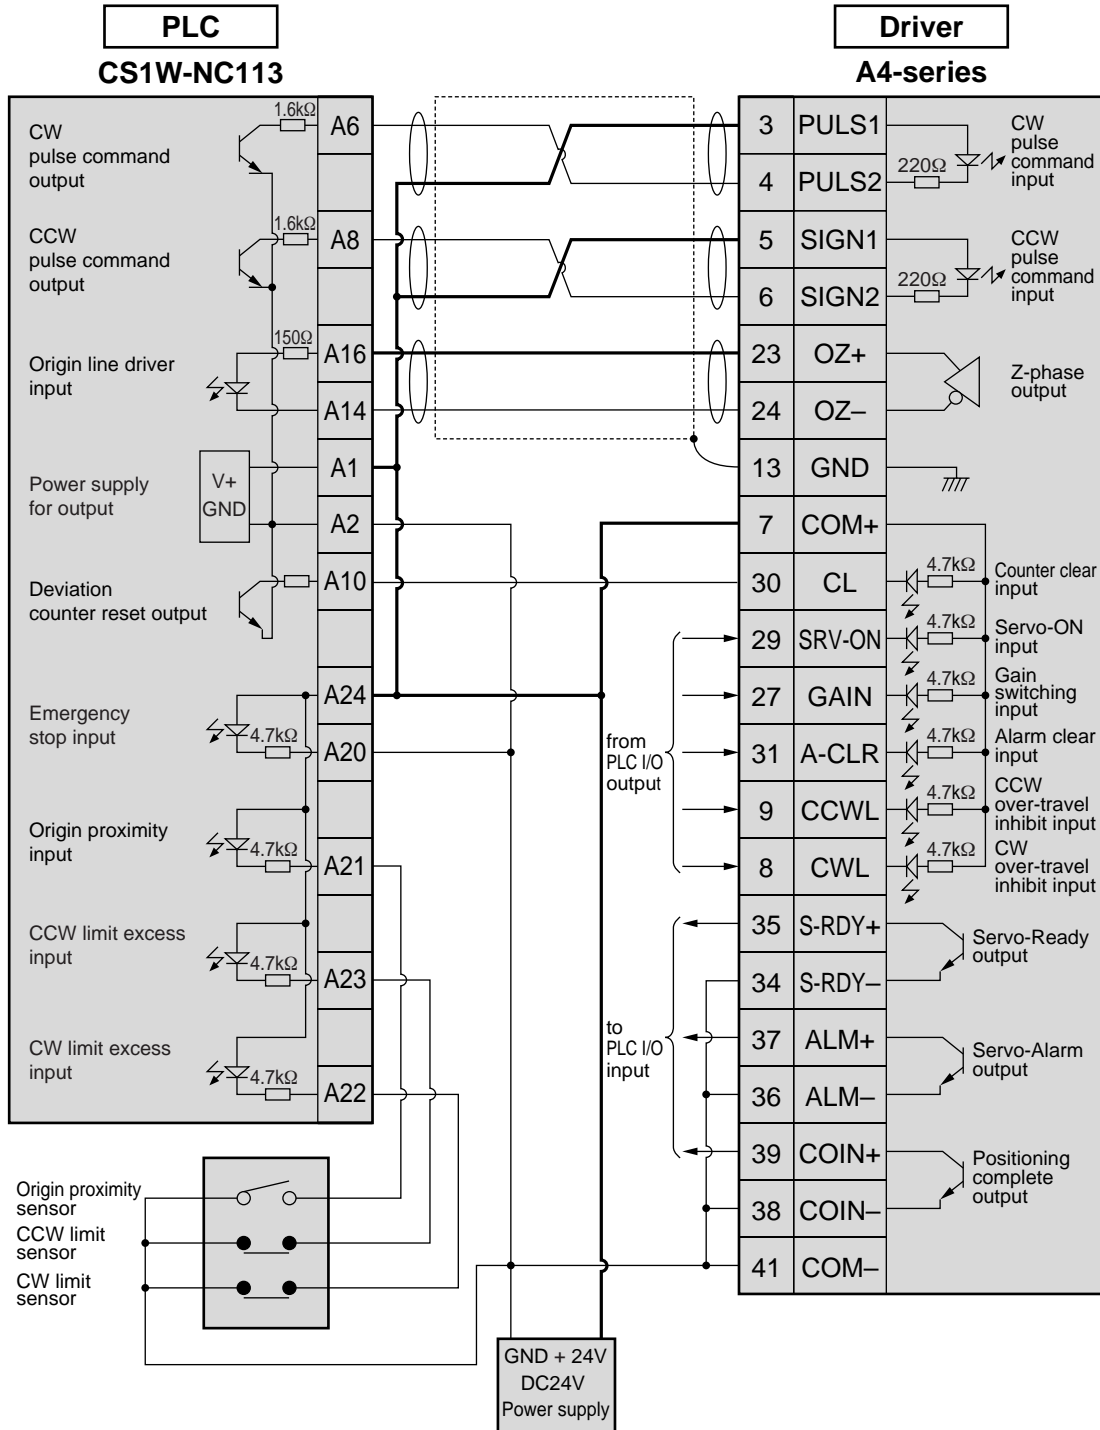 PLC
CS1W-NC113
Driver
A4-series
CW
pulse command
output
1.6kΩ
A6
CCW
pulse command
output
1.6kΩ
A8
Origin line driver
input
150Ω
A16
A14
Power supply
for output
V+
GND
A1
A2
Deviation
counter reset output
A10
Emergency
stop input
A24
4.7kΩ
A20
Origin proximity
input
4.7kΩ
A21
CCW limit excess
input
4.7kΩ
A23
CW limit excess
input
4.7kΩ
A22
Origin proximity
sensor
CCW limit
sensor
CW limit
sensor
GND + 24V
DC24V
Power supply
from
PLC I/O
output
to
PLC I/O
input
3 PULS1
4 PULS2
220Ω
CW
pulse
command
input
5 SIGN1
6 SIGN2
220Ω
CCW
pulse
command
input
23 OZ+
24 OZ–
Z-phase
output
13 GND
7 COM+
30 CL
4.7kΩ
Counter clear
input
29 SRV-ON
4.7kΩ
Servo-ON
input
27 GAIN
4.7kΩ
Gain
switching
input
31 A-CLR
4.7kΩ
Alarm clear
input
9 CCWL
4.7kΩ
CCW
over-travel
inhibit input
8 CWL
4.7kΩ
CW
over-travel
inhibit input
35 S-RDY+
34 S-RDY–
Servo-Ready
output
37 ALM+
36 ALM–
Servo-Alarm
output
39 COIN+
38 COIN–
Positioning
complete
output
41 COM–